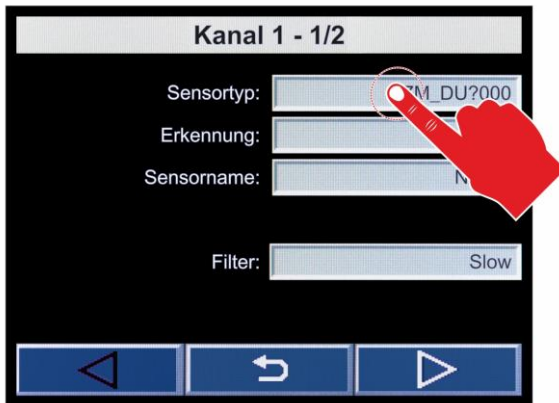 Kanal 1 - 1/2
Sensortyp:
Erkennung:
Sensorname:
Filter: Slow